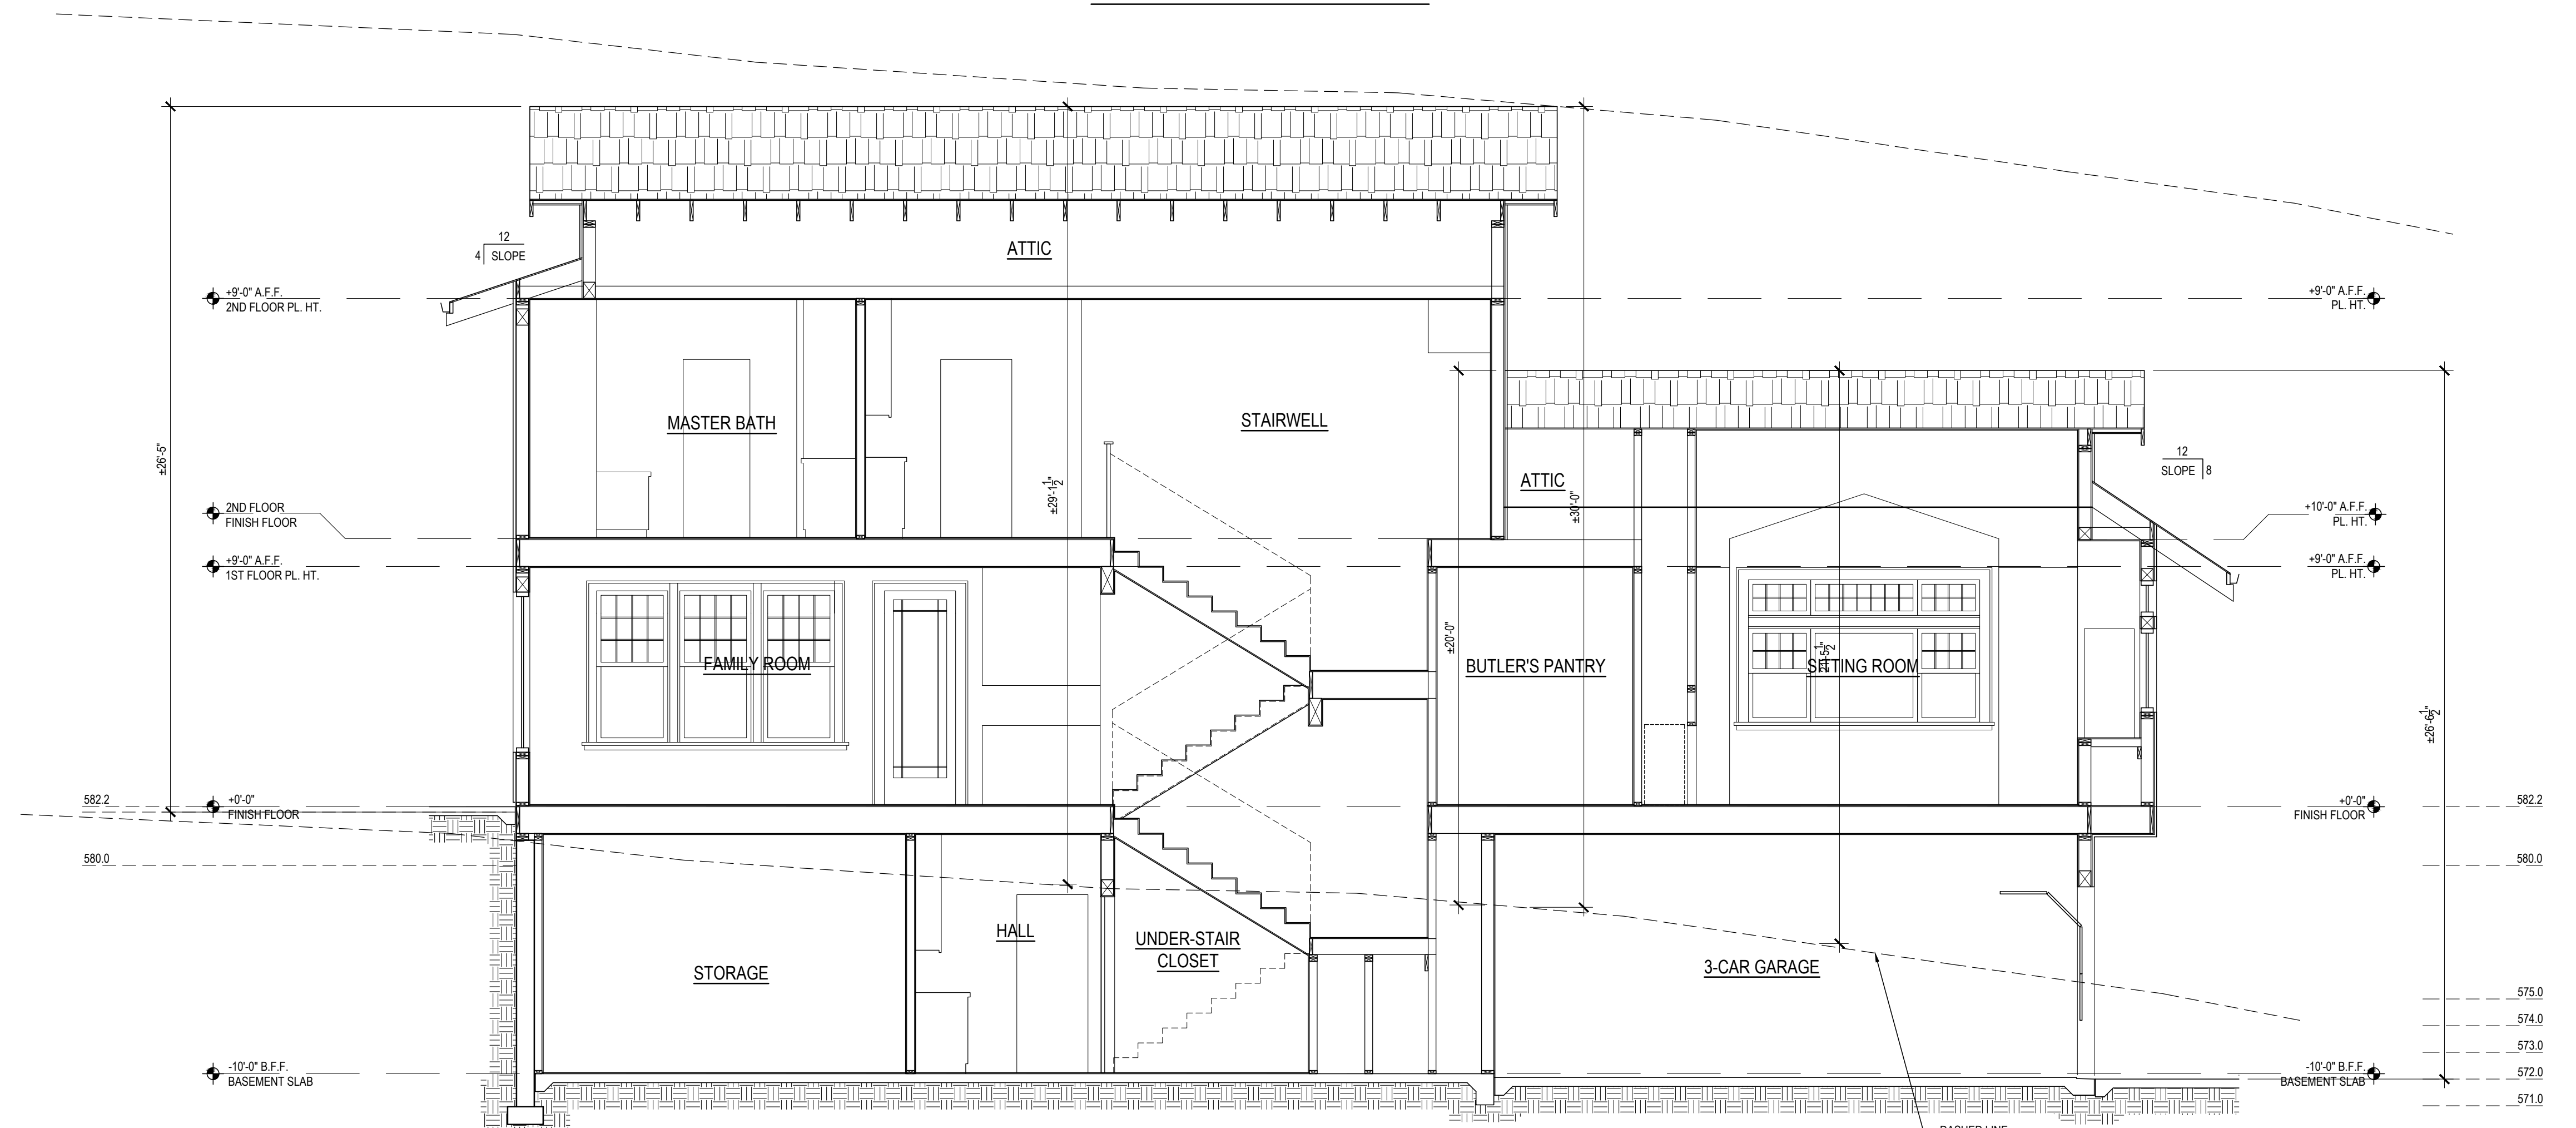 12
4 SLOPE
ATTIC
+9'-0" A.F.F.
2ND FLOOR PL. HT.
+9'-0" A.F.F.
PL. HT.
MASTER BATH
STAIRWELL
±26'-5"
±29'-1 1/2"
±30'-0"
ATTIC
12
SLOPE 8
2ND FLOOR
FINISH FLOOR
+10'-0" A.F.F.
PL. HT.
+9'-0" A.F.F.
1ST FLOOR PL. HT.
+9'-0" A.F.F.
PL. HT.
±20'-0"
FAMILY ROOM
BUTLER'S PANTRY
SITTING ROOM
±26'-6 1/2"
582.2
+0'-0"
FINISH FLOOR
+0'-0"
FINISH FLOOR
582.2
580.0
580.0
STORAGE
HALL
UNDER-STAIR
CLOSET
3-CAR GARAGE
575.0
574.0
573.0
572.0
571.0
-10'-0" B.F.F.
BASEMENT SLAB
-10'-0" B.F.F.
BASEMENT SLAB